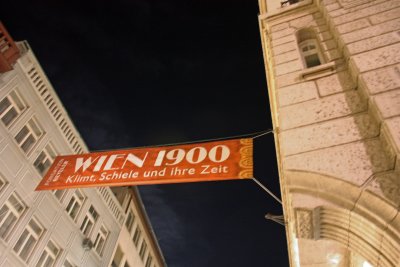 WIEN 1900
Klimt, Schiele und ihre Zeit